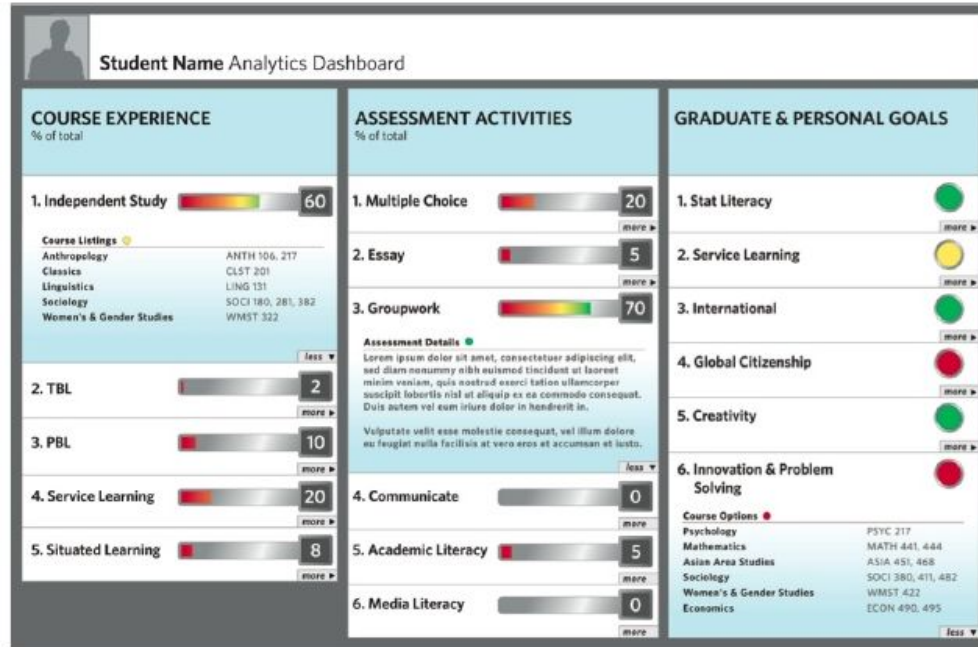 Student Name Analytics Dashboard
COURSE EXPERIENCE
% of total
1. Independent Study 60
Course Listings
Anthropology ANTH 106, 217
Classics CLST 201
Linguistics LING 131
Sociology SOCI 180, 281, 382
Women's & Gender Studies WMST 322
less
2. TBL 2
more
3. PBL 10
more
4. Service Learning 20
more
5. Situated Learning 8
more
ASSESSMENT ACTIVITIES
% of total
1. Multiple Choice 20
more
2. Essay 5
more
3. Groupwork 70
Assessment Details
Lorem ipsum dolor sit amet, consectetuer adipiscing elit,
sed diam nonummy nibh euismod tincidunt ut laoreet
minim veniam, quis nostrud exerci tation ullamcorper
suscipit lobortis nisl ut aliquip ex ea commodo consequat.
Duis autem vel eum iriure dolor in hendrerit in.
Vulputate velit esse molestie consequat, vel illum dolore
eu feugiat nulla facilisis at vero eros et accumsan et iusto.
less
4. Communicate 0
more
5. Academic Literacy 5
more
6. Media Literacy 0
more
GRADUATE & PERSONAL GOALS
1. Stat Literacy
more
2. Service Learning
more
3. International
more
4. Global Citizenship
more
5. Creativity
more
6. Innovation & Problem
Solving
Course Options
Psychology PSYC 217
Mathematics MATH 441, 444
Asian Area Studies ASIA 451, 468
Sociology SOCI 380, 411, 482
Women's & Gender Studies WMST 422
Economics ECON 490, 495
less